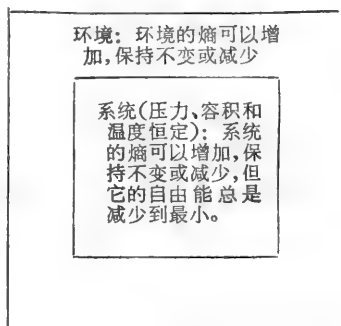 环境：环境的熵可以增
加，保持不变或减少
系统（压力、容积和
温度恒定）：系统
的熵可以增加，保
持不变或减少，但
它的自由能总是
减少到最小。